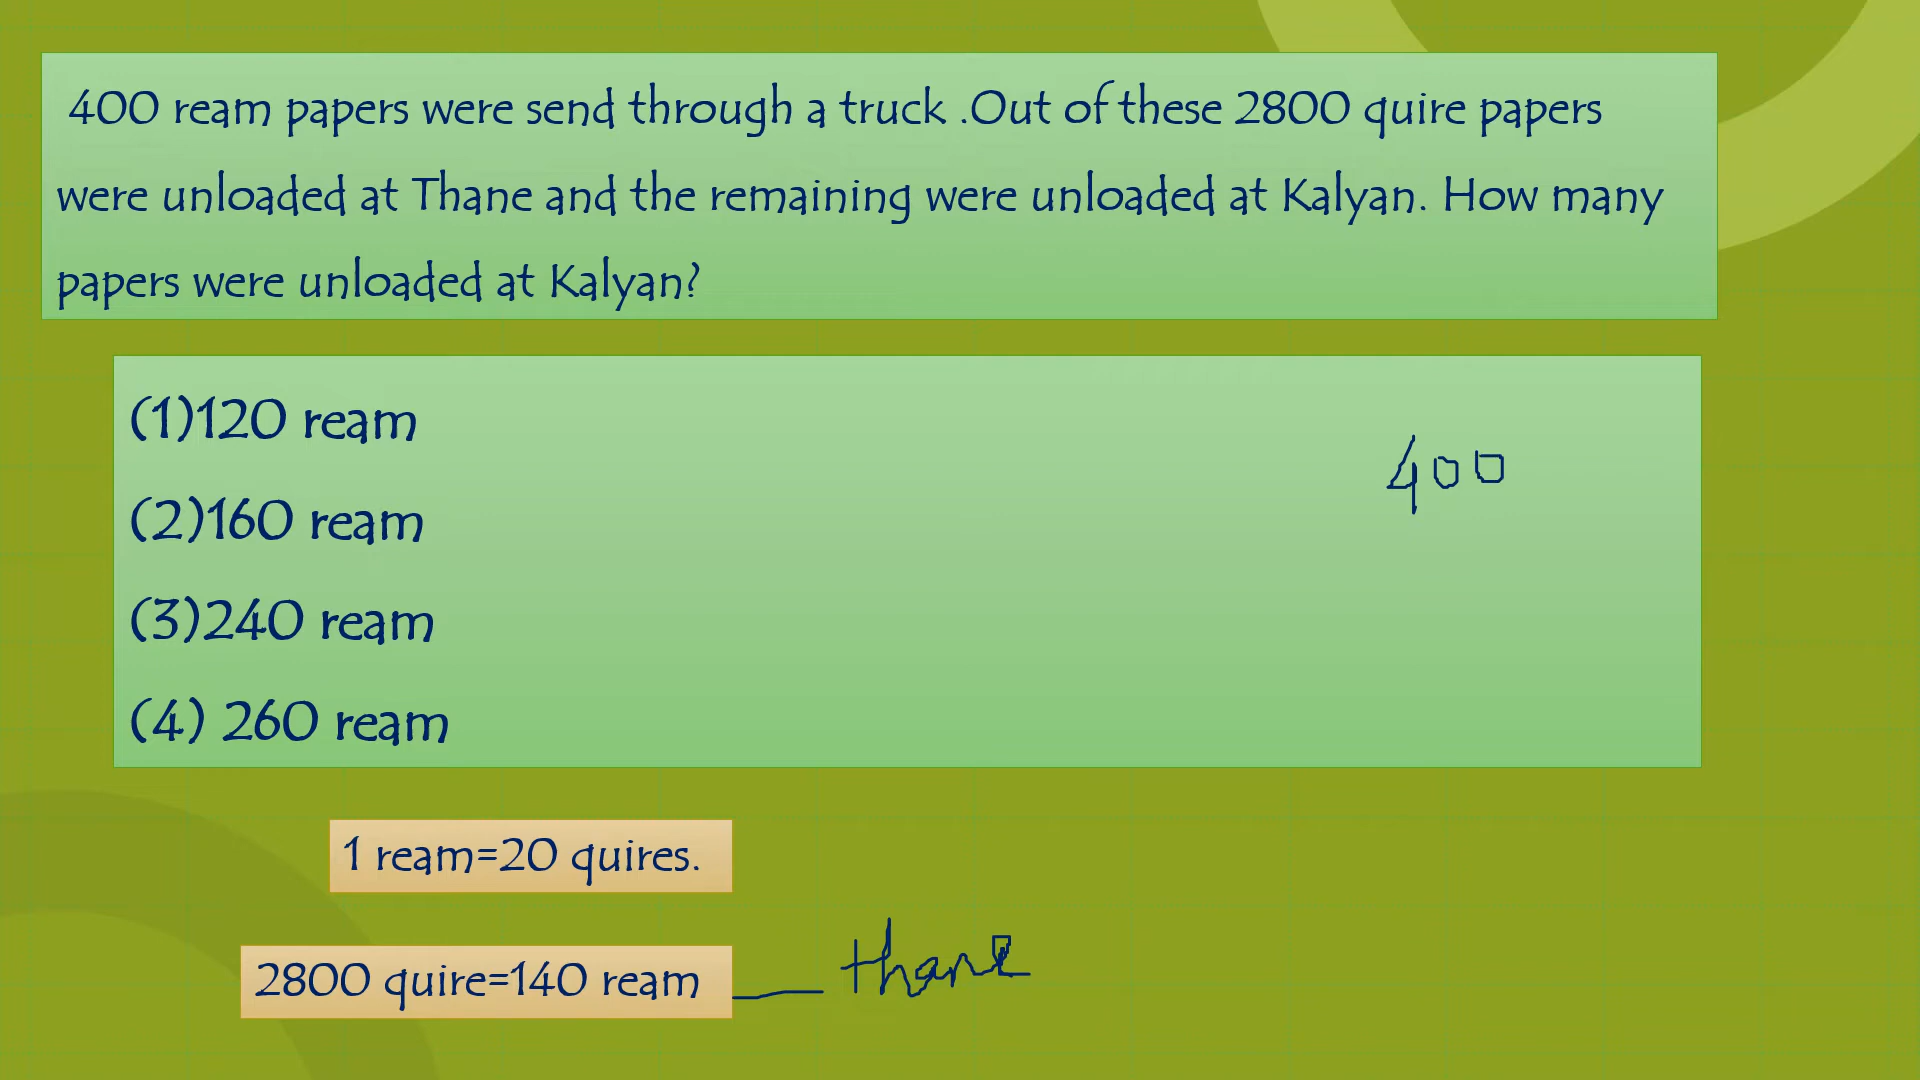 400 ream papers were send through a truck .Out of these 2800 quire papers
were unloaded at Thane and the remaining were unloaded at Kalyan. How many
papers were unloaded at Kalyan?
(1)120 ream
(2)160 ream
(3)240 ream
(4) 260 ream
400
1 ream=20 quires.
2800 quire=140 ream
thane